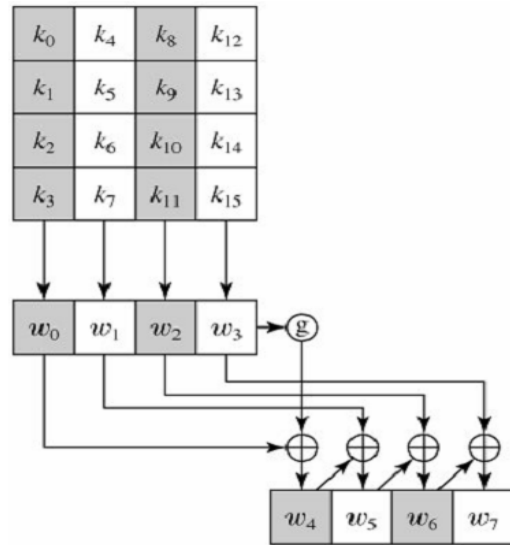 k₀ k₄ k₈ k₁₂
k₁ k₅ k₉ k₁₃
k₂ k₆ k₁₀ k₁₄
k₃ k₇ k₁₁ k₁₅
w₀ w₁ w₂ w₃ g
w₄ w₅ w₆ w₇